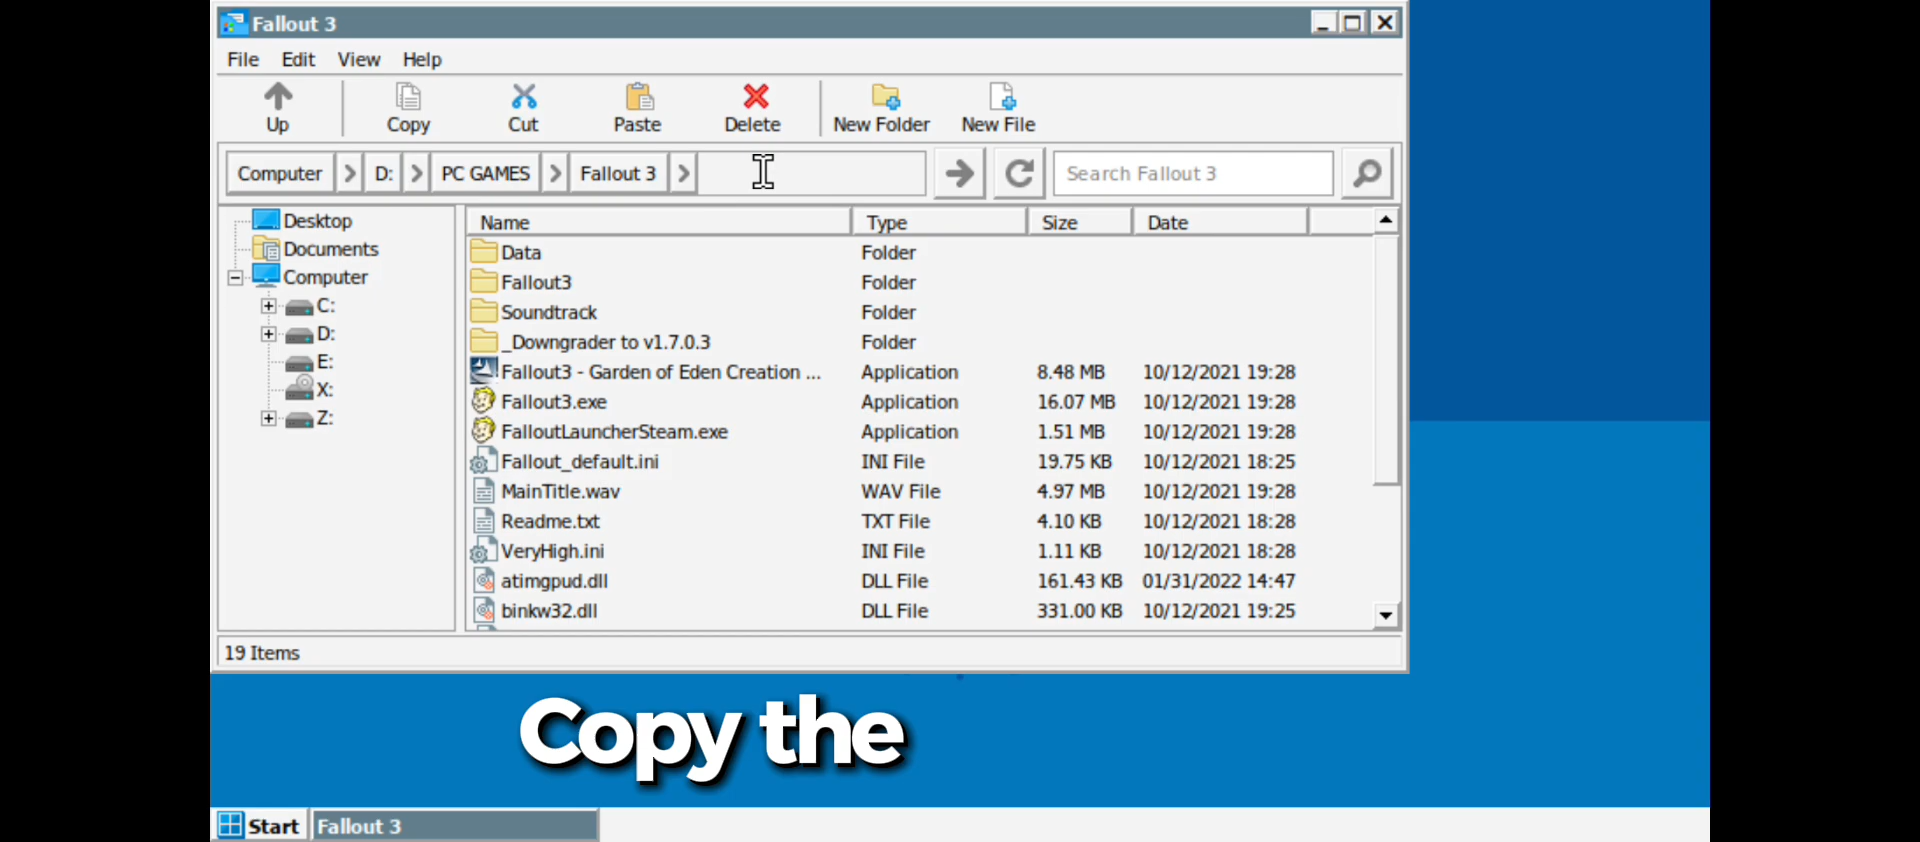 Fallout 3
File Edit View Help
Up Copy Cut Paste Delete New Folder New File
Computer D: PC GAMES Fallout 3 Search Fallout 3
Desktop
Documents
Computer
C:
D:
E:
X:
Z:
Name Type Size Date
Data Folder
Fallout3 Folder
Soundtrack Folder
_Downgrader to v1.7.0.3 Folder
Fallout3 - Garden of Eden Creation ... Application 8.48 MB 10/12/2021 19:28
Fallout3.exe Application 16.07 MB 10/12/2021 19:28
FalloutLauncherSteam.exe Application 1.51 MB 10/12/2021 19:28
Fallout_default.ini INI File 19.75 KB 10/12/2021 18:25
MainTitle.wav WAV File 4.97 MB 10/12/2021 19:28
Readme.txt TXT File 4.10 KB 10/12/2021 18:28
VeryHigh.ini INI File 1.11 KB 10/12/2021 18:28
atimgpud.dll DLL File 161.43 KB 01/31/2022 14:47
binkw32.dll DLL File 331.00 KB 10/12/2021 19:25
19 Items
Copy the
Start Fallout 3